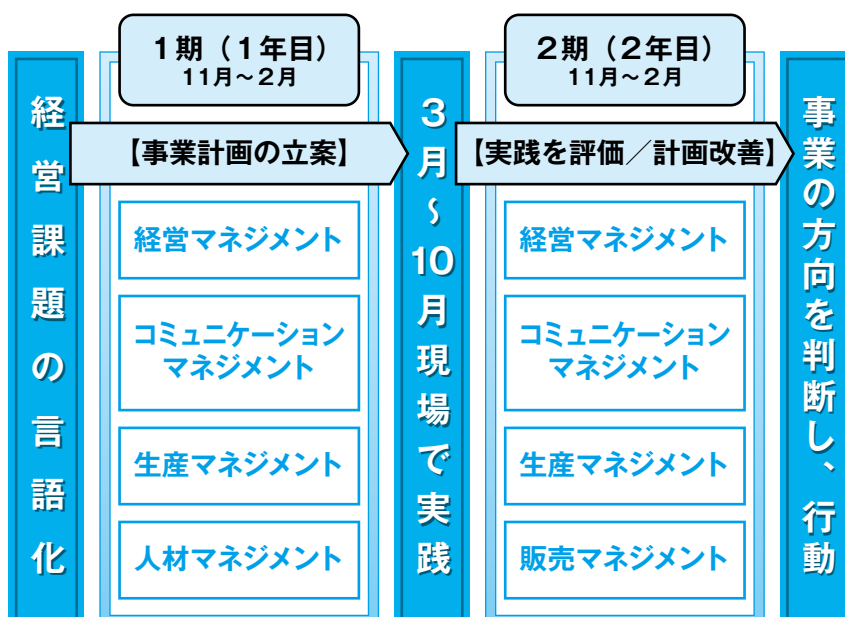 経営課題の言語化
1期（1年目）
11月～2月
【事業計画の立案】
経営マネジメント
コミュニケーション
マネジメント
生産マネジメント
人材マネジメント
3月～10月現場で実践
2期（2年目）
11月～2月
【実践を評価／計画改善】
経営マネジメント
コミュニケーション
マネジメント
生産マネジメント
販売マネジメント
事業の方向を判断し、行動